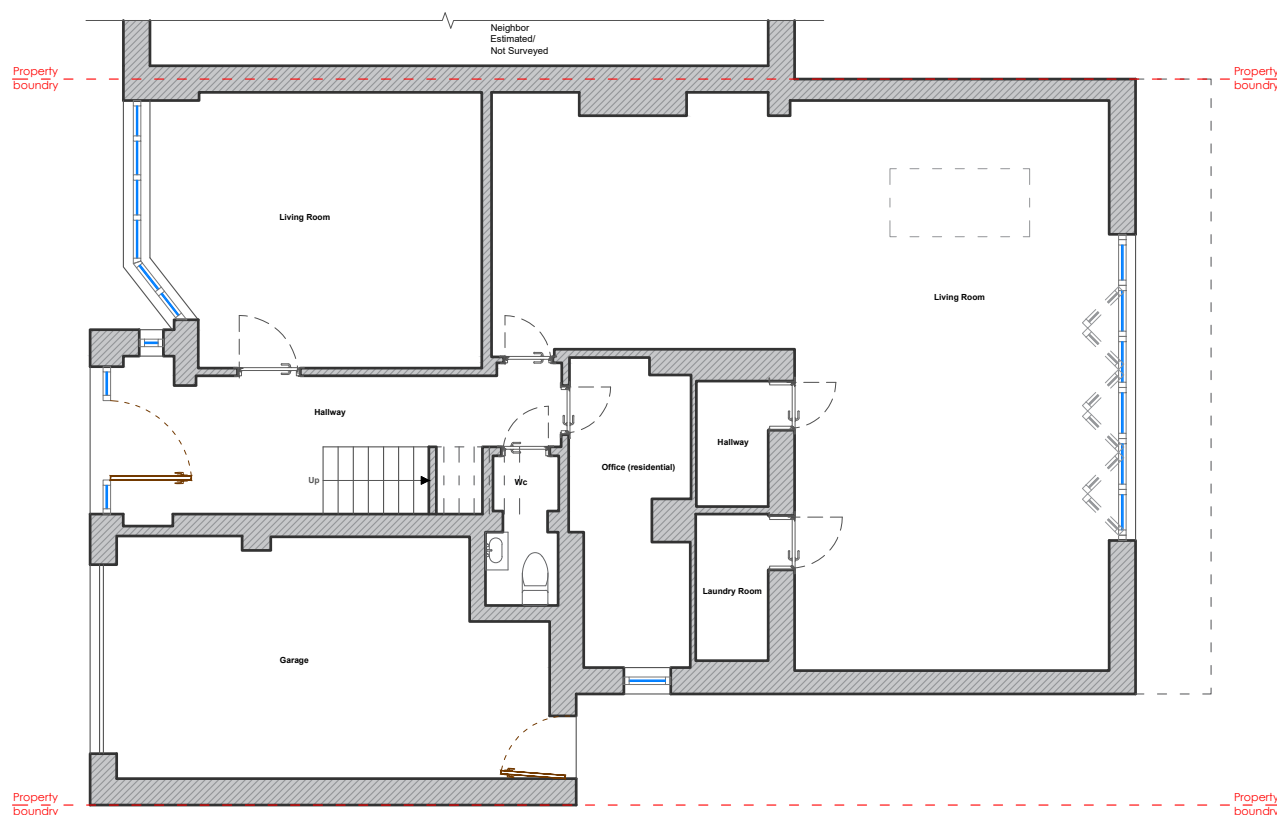 Neighbor
Estimated/
Not Surveyed
Property
boundry
Property
boundry
Living Room
Living Room
Hallway
Hallway
Office (residential)
Up
Wc
Laundry Room
Garage
Property
boundry
Property
boundry